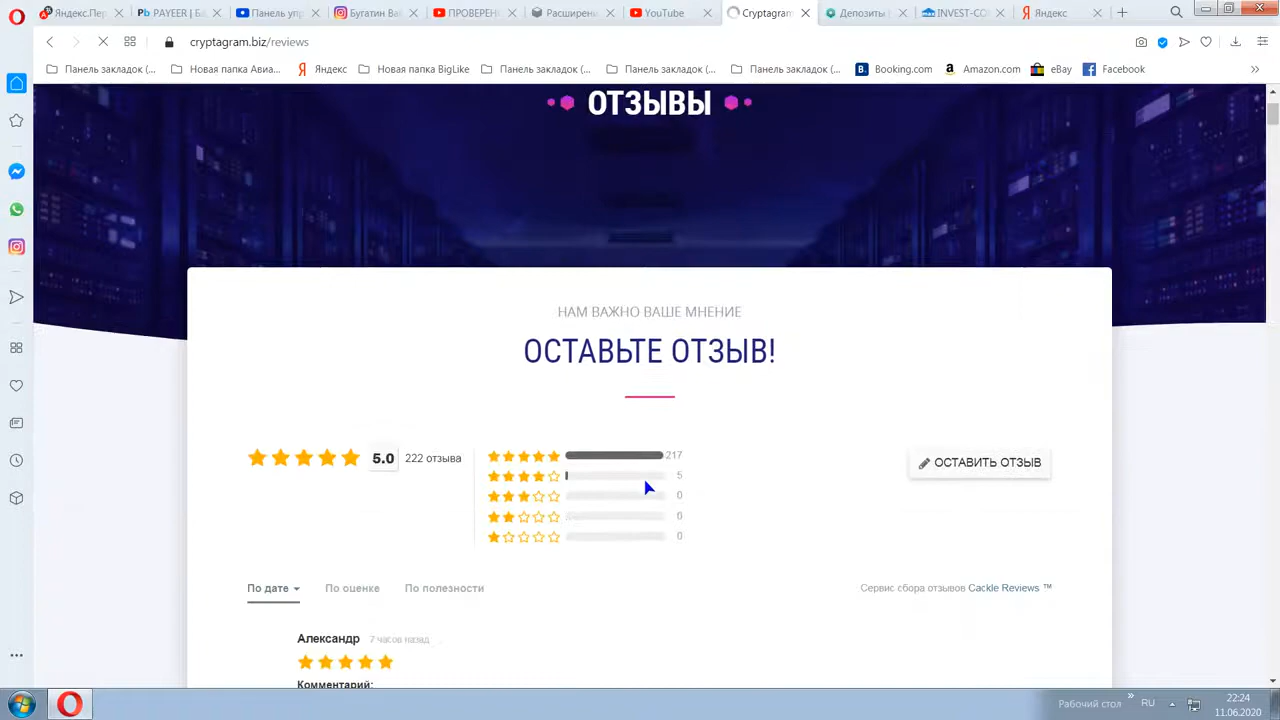 Яндекс.Пер
PAYEER | Б
Панель упр
Бугатин Ва
ПРОВЕРЕН
Расширени
YouTube
Cryptagram
Депозиты |
INVEST-CO
Яндекс
cryptagram.biz/reviews
Панель закладок (...
Новая папка Авиа...
Яндекс
Новая папка BigLike
Панель закладок (...
Панель закладок (...
Панель закладок (...
Booking.com
Amazon.com
eBay
Facebook
ОТЗЫВЫ
НАМ ВАЖНО ВАШЕ МНЕНИЕ
ОСТАВЬТЕ ОТЗЫВ!
5.0 222 отзыва
217
5
0
0
0
ОСТАВИТЬ ОТЗЫВ
По дате По оценке По полезности
Сервис сбора отзывов Cackle Reviews ™
Александр 7 часов назад
Комментарий:
Рабочий стол
RU
22:24
11.06.2020